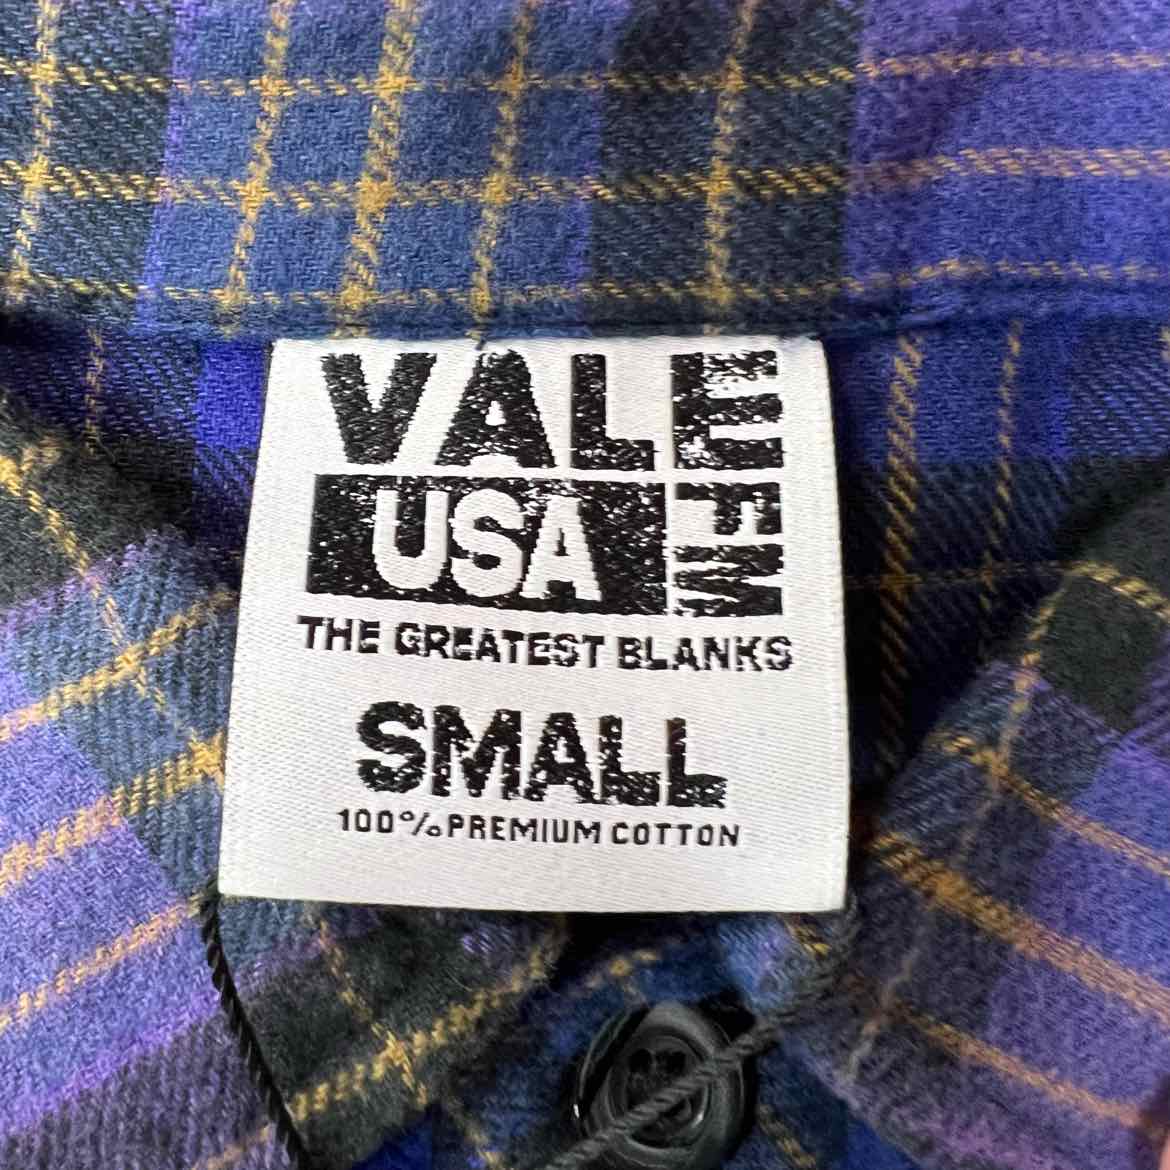 VALE
USA
THE GREATEST BLANKS
SMALL
100% PREMIUM COTTON